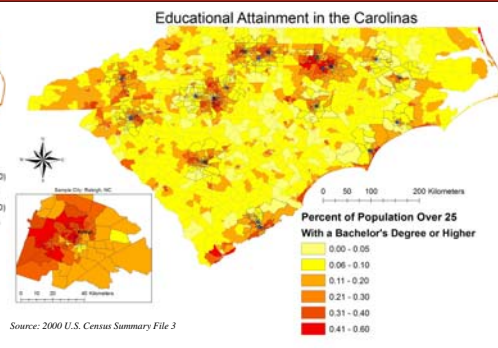 Educational Attainment in the Carolinas
0 50 100 200 Kilometers
Sample City: Raleigh, NC
0 10 20 40 Kilometers
Percent of Population Over 25
With a Bachelor's Degree or Higher
0.00 - 0.05
0.06 - 0.10
0.11 - 0.20
0.21 - 0.30
0.31 - 0.40
0.41 - 0.60
Source: 2000 U.S. Census Summary File 3